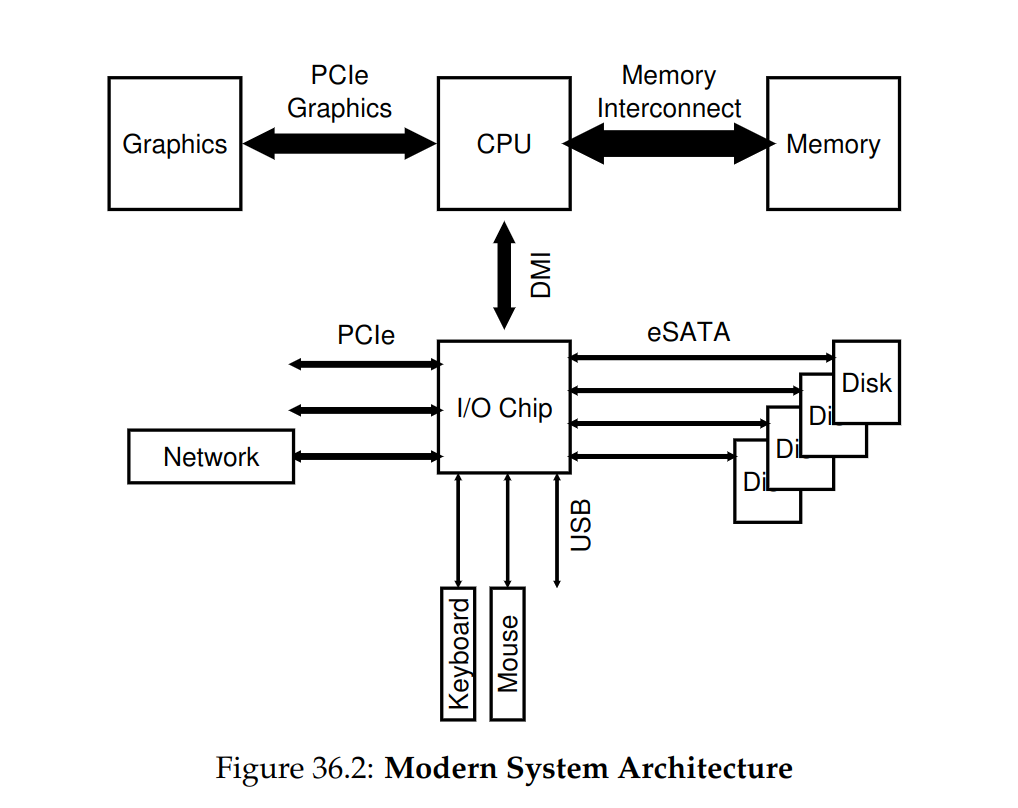 PCIe
Graphics
Memory
Interconnect
Graphics
CPU
Memory
DMI
PCIe
eSATA
I/O Chip
Disk
Di
Di
Di
Network
USB
Keyboard
Mouse
Figure 36.2: Modern System Architecture